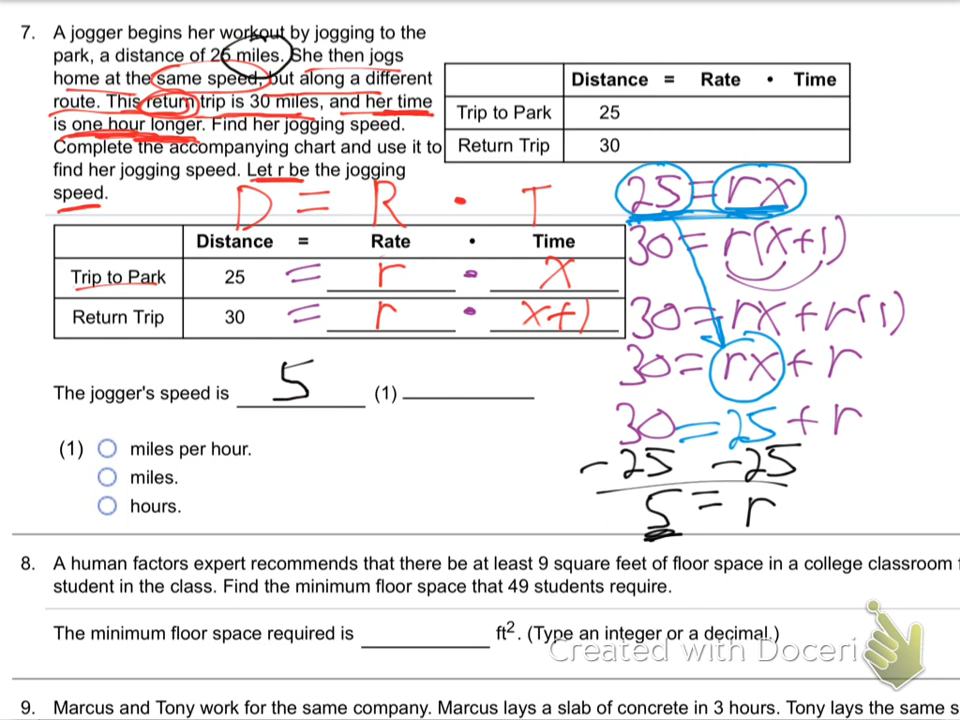 7. A jogger begins her workout by jogging to the
park, a distance of 25 miles. She then jogs
home at the same speed, but along a different
route. This return trip is 30 miles, and her time
is one hour longer. Find her jogging speed.
Complete the accompanying chart and use it to
find her jogging speed. Let r be the jogging
speed.
Distance = Rate • Time
Trip to Park 25
Return Trip 30
D = R • T
Distance = Rate • Time
Trip to Park 25 = r • x
Return Trip 30 = r • x+1
25 = rx
30 = r(x+1)
30 = rx + r(1)
30 = rx + r
30 = 25 + r
-25 -25
5 = r
The jogger's speed is 5 (1)
(1) miles per hour.
miles.
hours.
8. A human factors expert recommends that there be at least 9 square feet of floor space in a college classroom
student in the class. Find the minimum floor space that 49 students require.
The minimum floor space required is ft². (Type an integer or a decimal.)
Created with Doceri
9. Marcus and Tony work for the same company. Marcus lays a slab of concrete in 3 hours. Tony lays the same s